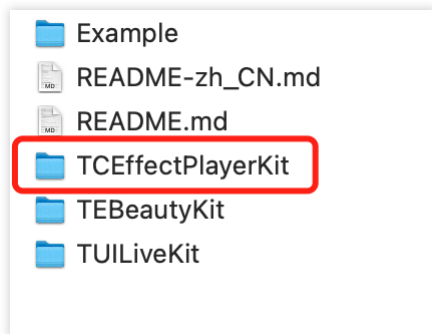 Example
README-zh_CN.md
README.md
TCEffectPlayerKit
TEBeautyKit
TUILiveKit